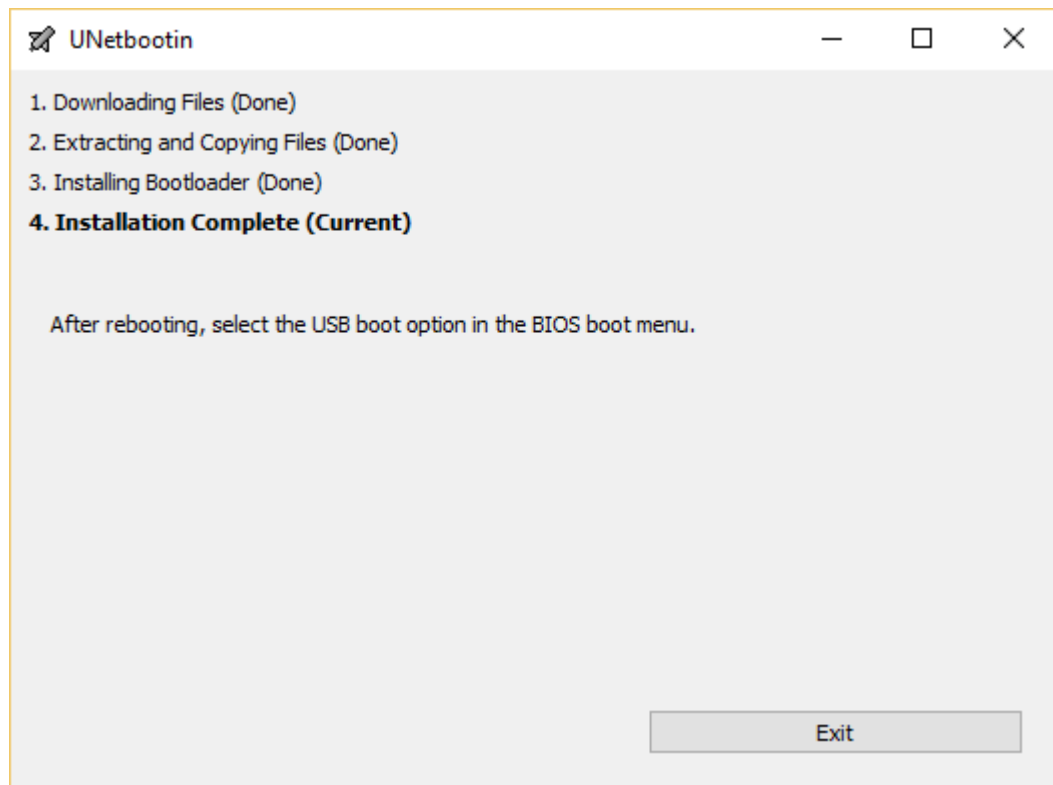 UNetbootin
1. Downloading Files (Done)
2. Extracting and Copying Files (Done)
3. Installing Bootloader (Done)
4. Installation Complete (Current)
After rebooting, select the USB boot option in the BIOS boot menu.
Exit